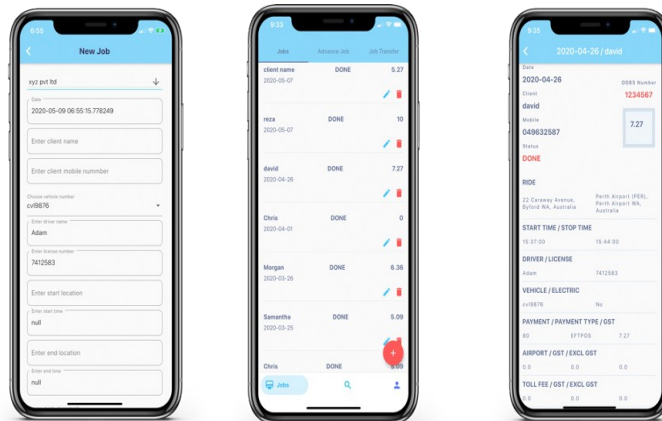 6:55
New Job
xyz pvt ltd
Date
2020-05-09 06:55:15.778249
Enter client name
Enter client mobile nummber
Choose vehicle number
cvl9876
Enter driver name
Adam
Enter license number
7412583
Enter start location
Enter start time
null
Enter end location
Enter end time
null
9:33
Jobs Advance Job Job Transfer
client name DONE 5.27
2020-05-07
reza DONE 10
2020-05-07
david DONE 7.27
2020-04-26
Chris DONE 0
2020-04-01
Morgan DONE 6.36
2020-03-26
Samantha DONE 5.09
2020-03-25
Chris DONE 5.09
+
Jobs
9:35
2020-04-26 / david
Date
2020-04-26 DDBS Number
Client 1234567
david
Mobile 7.27
049632587
Status
DONE
RIDE
22 Caraway Avenue, Perth Airport (PER),
Byford WA, Australia Perth Airport WA,
Australia
START TIME / STOP TIME
15:37:00 15:44:00
DRIVER / LICENSE
Adam 7412583
VEHICLE / ELECTRIC
cvl9876 No
PAYMENT / PAYMENT TYPE / GST
80 EFTPOS 7.27
AIRPORT / GST / EXCL GST
0.0 0.0 0.0
TOLL FEE / GST / EXCL GST
0.0 0.0 0.0